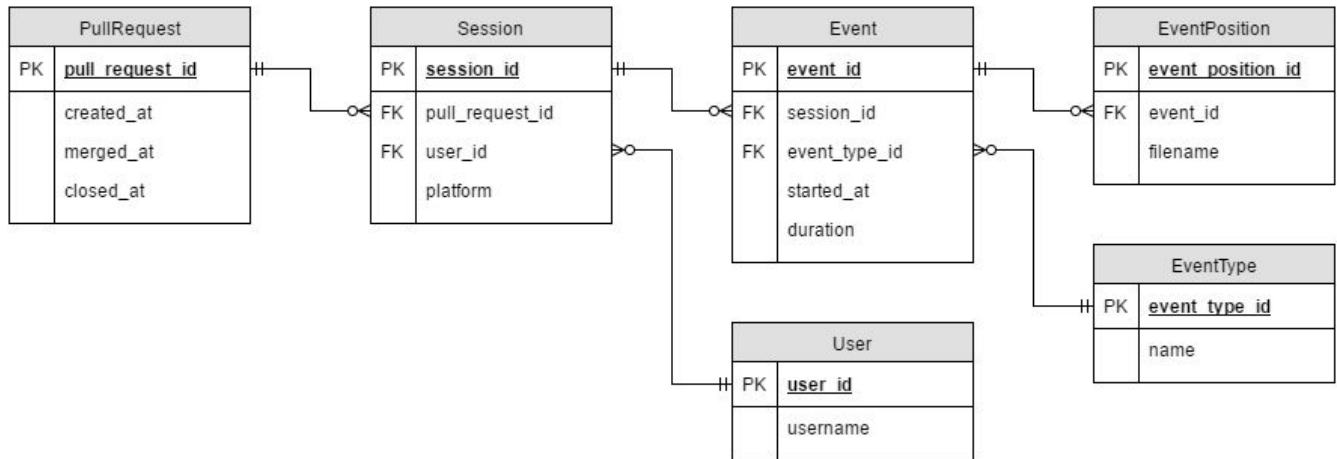 PullRequest
PK pull_request_id
created_at
merged_at
closed_at
Session
PK session_id
FK pull_request_id
FK user_id
platform
Event
PK event_id
FK session_id
FK event_type_id
started_at
duration
EventPosition
PK event_position_id
FK event_id
filename
EventType
PK event_type_id
name
User
PK user_id
username